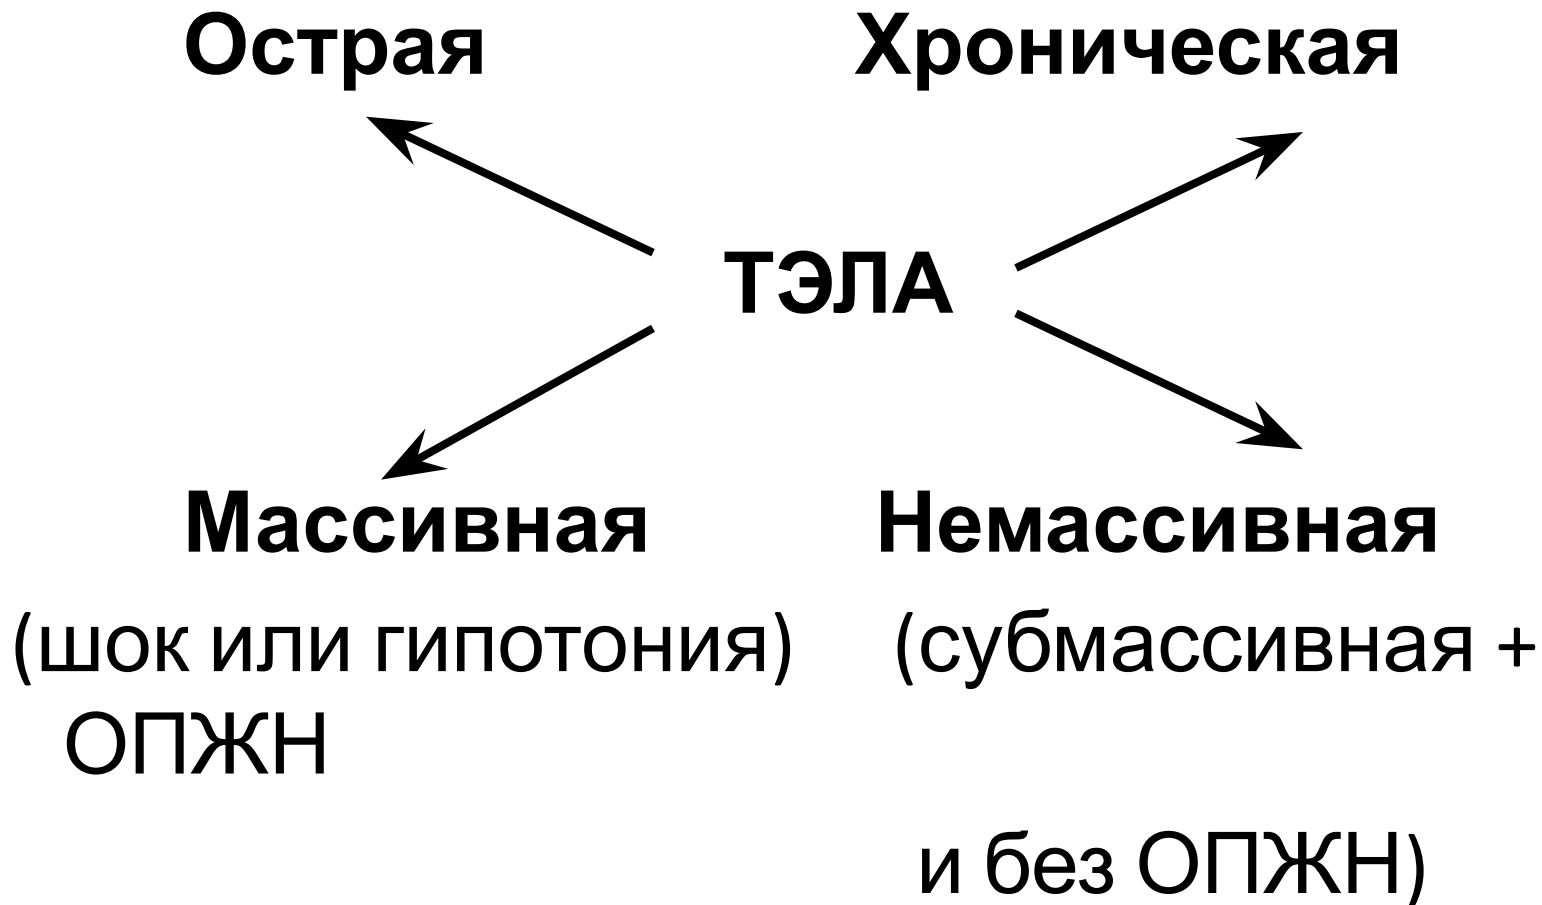 Острая Хроническая
ТЭЛА
Массивная Немассивная
(шок или гипотония) (субмассивная +
ОПЖН
и без ОПЖН)